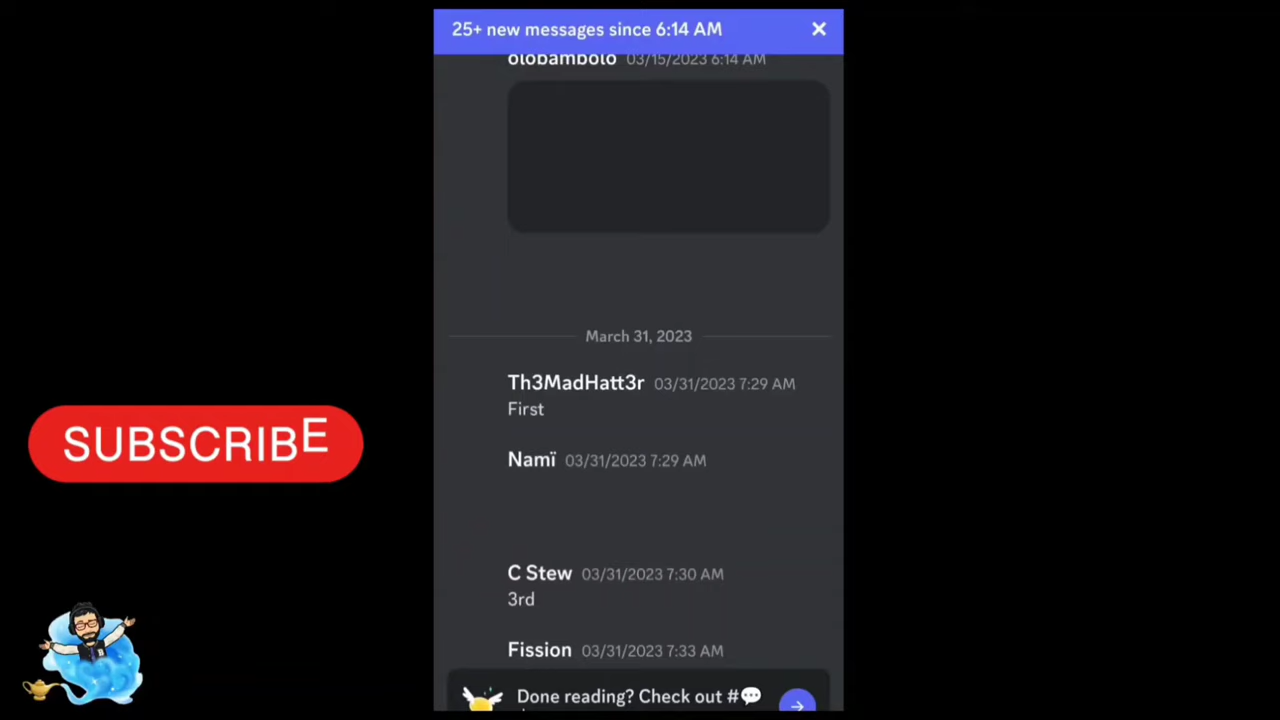 25+ new messages since 6:14 AM
olobambolo 03/15/2023 6:14 AM
March 31, 2023
Th3MadHatt3r 03/31/2023 7:29 AM
First
Namï 03/31/2023 7:29 AM
SUBSCRIBE
C Stew 03/31/2023 7:30 AM
3rd
Fission 03/31/2023 7:33 AM
Done reading? Check out #💬